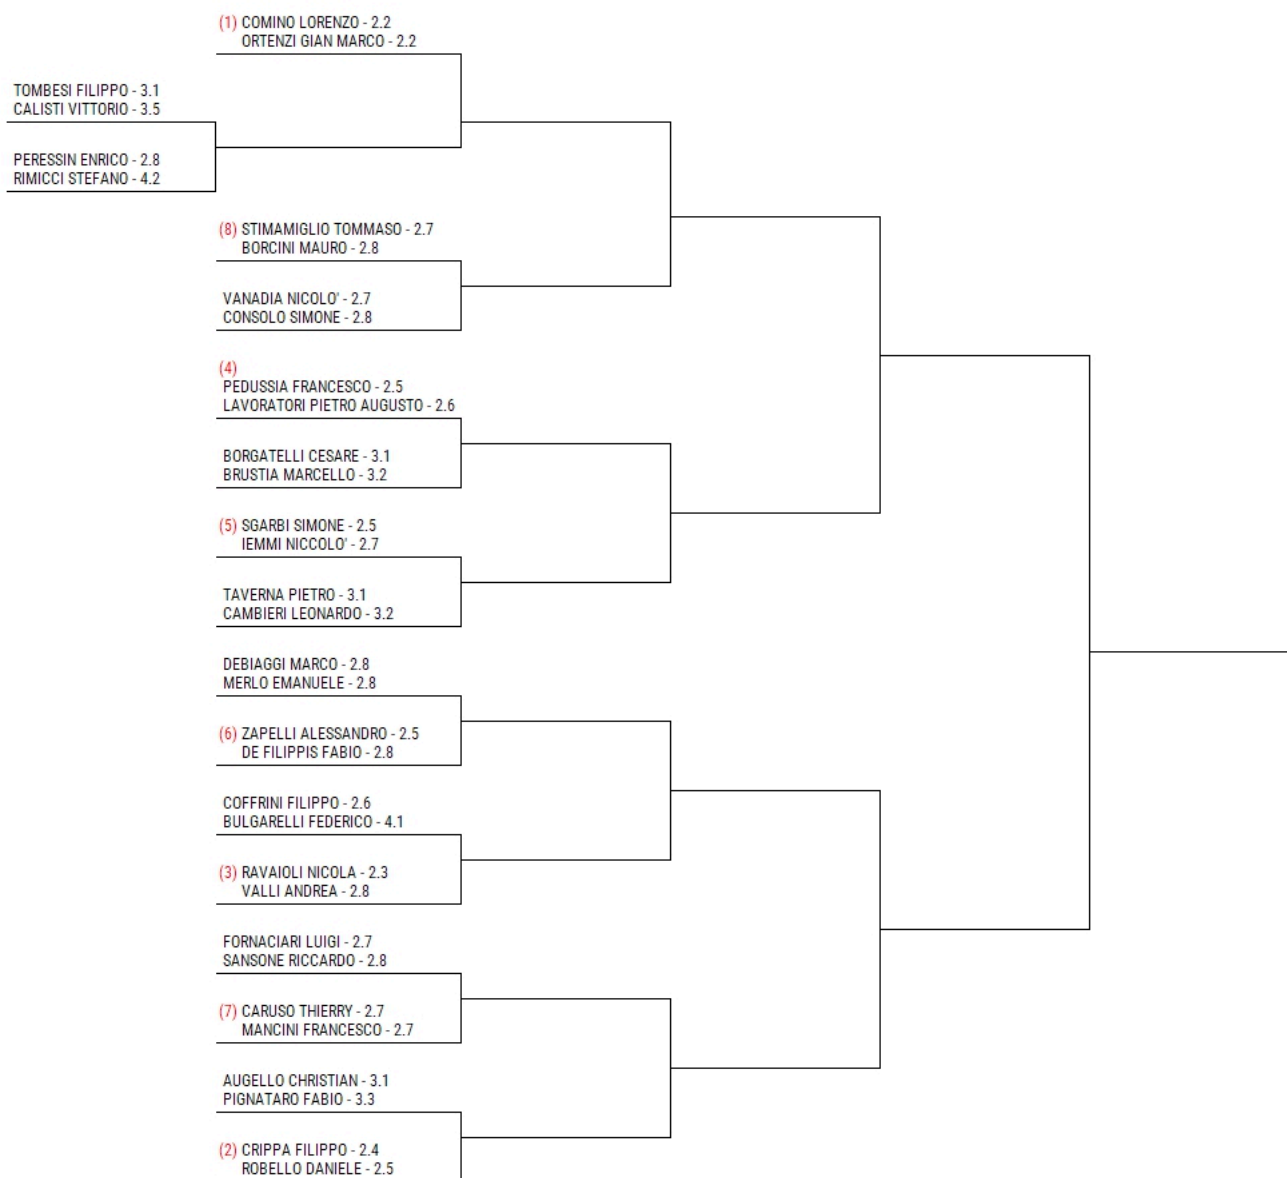 (1) COMINO LORENZO - 2.2
ORTENZI GIAN MARCO - 2.2
TOMBESI FILIPPO - 3.1
CALISTI VITTORIO - 3.5
PERESSIN ENRICO - 2.8
RIMICCI STEFANO - 4.2
(8) STIMAMIGLIO TOMMASO - 2.7
BORCINI MAURO - 2.8
VANADIA NICOLO' - 2.7
CONSOLO SIMONE - 2.8
(4)
PEDUSSIA FRANCESCO - 2.5
LAVORATORI PIETRO AUGUSTO - 2.6
BORGATELLI CESARE - 3.1
BRUSTIA MARCELLO - 3.2
(5) SGARBI SIMONE - 2.5
IEMMI NICCOLO' - 2.7
TAVERNA PIETRO - 3.1
CAMBIERI LEONARDO - 3.2
DEBIAGGI MARCO - 2.8
MERLO EMANUELE - 2.8
(6) ZAPELLI ALESSANDRO - 2.5
DE FILIPPIS FABIO - 2.8
COFFRINI FILIPPO - 2.6
BULGARELLI FEDERICO - 4.1
(3) RAVAIOLI NICOLA - 2.3
VALLI ANDREA - 2.8
FORNACIARI LUIGI - 2.7
SANSONE RICCARDO - 2.8
(7) CARUSO THIERRY - 2.7
MANCINI FRANCESCO - 2.7
AUGELLO CHRISTIAN - 3.1
PIGNATARO FABIO - 3.3
(2) CRIPPA FILIPPO - 2.4
ROBELLO DANIELE - 2.5